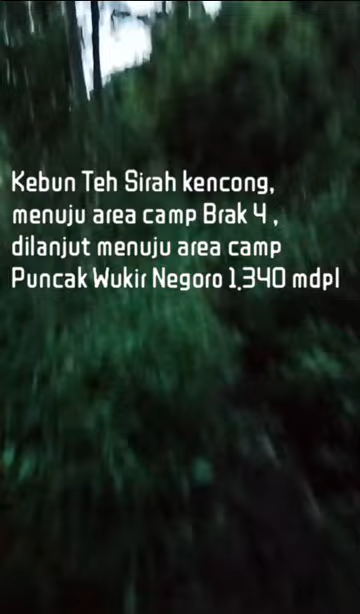 Kebun Teh Sirah kencong,
menuju area camp Brak 4 ,
dilanjut menuju area camp
Puncak Wukir Negoro 1.340 mdpl